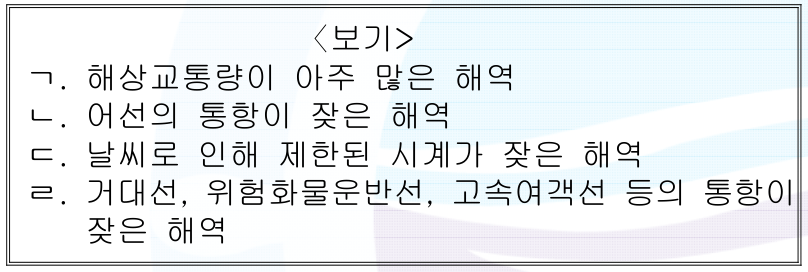 <보기>
ㄱ. 해상교통량이 아주 많은 해역
ㄴ. 어선의 통항이 잦은 해역
ㄷ. 날씨로 인해 제한된 시계가 잦은 해역
ㄹ. 거대선, 위험화물운반선, 고속여객선 등의 통항이
잦은 해역